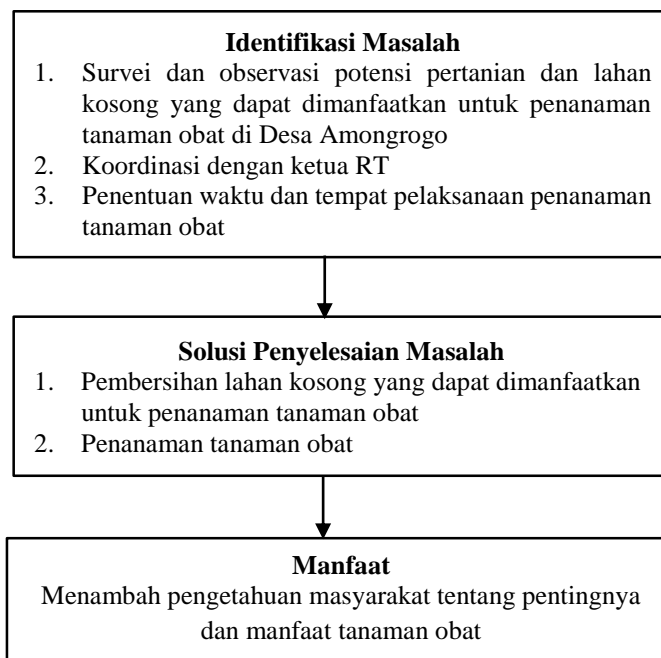 Identifikasi Masalah
1. Survei dan observasi potensi pertanian dan lahan
kosong yang dapat dimanfaatkan untuk penanaman
tanaman obat di Desa Amongrogo
2. Koordinasi dengan ketua RT
3. Penentuan waktu dan tempat pelaksanaan penanaman
tanaman obat
Solusi Penyelesaian Masalah
1. Pembersihan lahan kosong yang dapat dimanfaatkan
untuk penanaman tanaman obat
2. Penanaman tanaman obat
Manfaat
Menambah pengetahuan masyarakat tentang pentingnya
dan manfaat tanaman obat